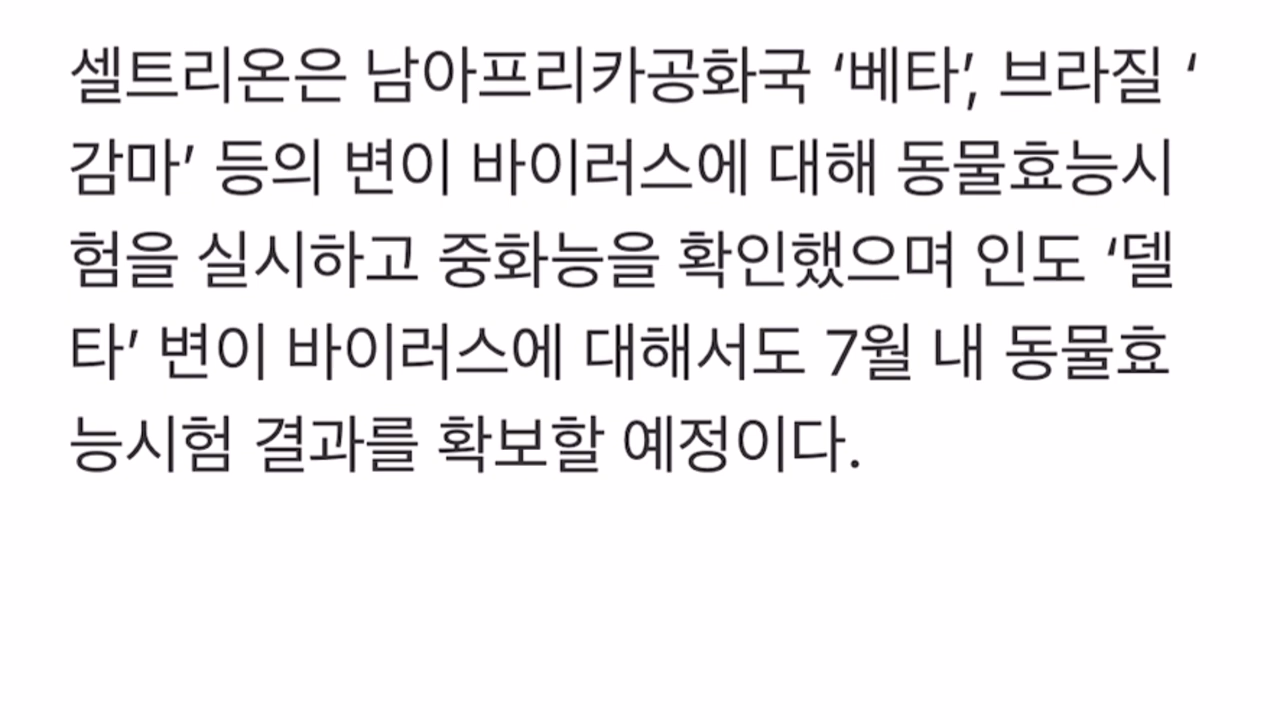 셀트리온은 남아프리카공화국 ‘베타’, 브라질 ‘
감마’ 등의 변이 바이러스에 대해 동물효능시
험을 실시하고 중화능을 확인했으며 인도 ‘델
타’ 변이 바이러스에 대해서도 7월 내 동물효
능시험 결과를 확보할 예정이다.